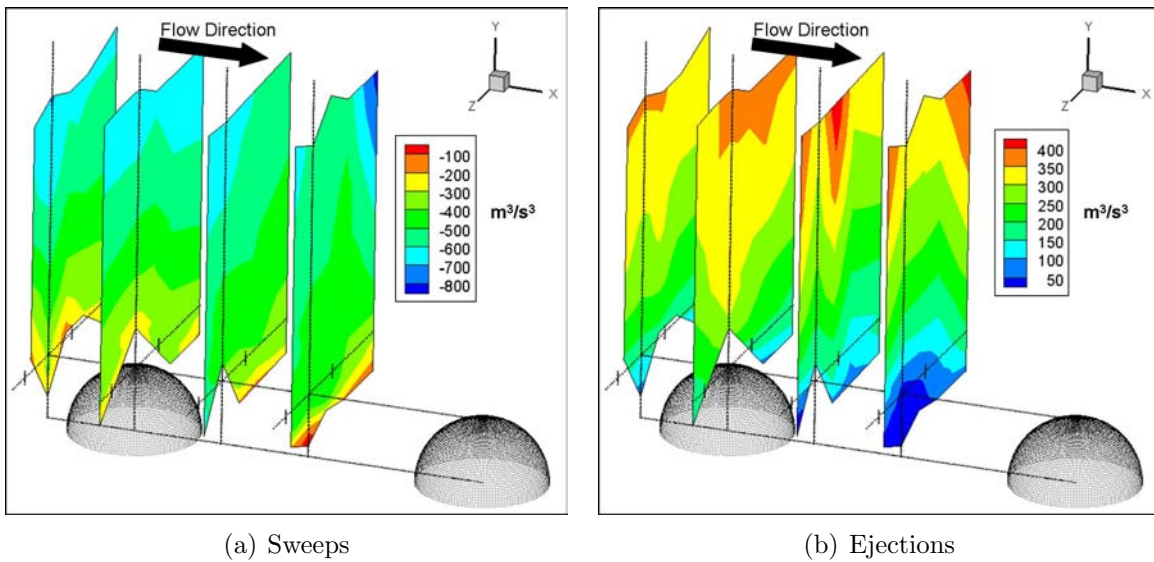 Flow Direction
Y
X
Z
-100
-200
-300
-400
-600
-700
-800
m³/s³
(a) Sweeps
Flow Direction
Y
X
Z
400
350
300
250
200
150
100
50
m³/s³
(b) Ejections